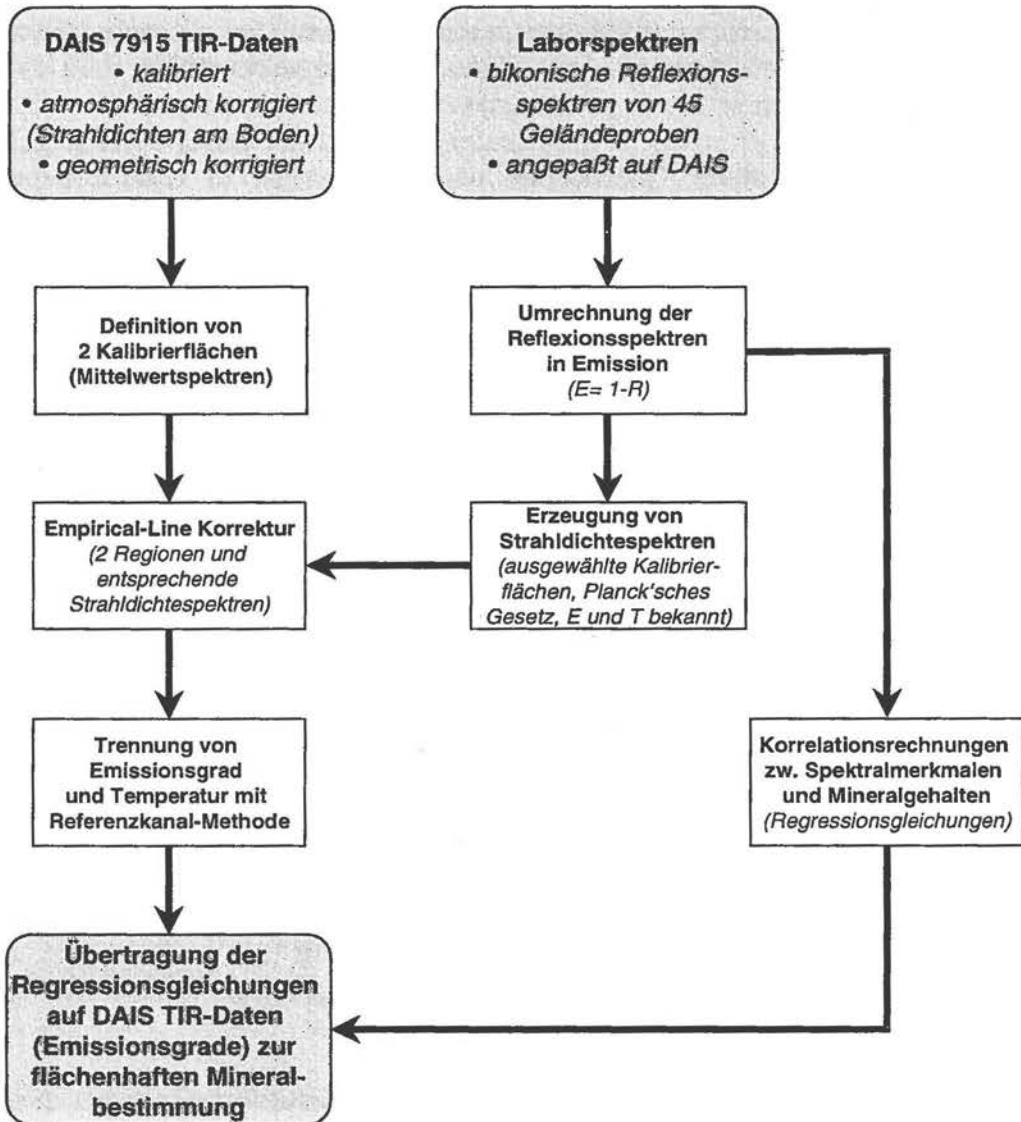 DAIS 7915 TIR-Daten
• kalibriert
• atmosphärisch korrigiert
(Strahldichten am Boden)
• geometrisch korrigiert
Laborspektren
• bikonische Reflexions-
spektren von 45
Geländeproben
• angepaßt auf DAIS
Definition von
2 Kalibrierflächen
(Mittelwertspektren)
Umrechnung der
Reflexionsspektren
in Emission
(E= 1-R)
Empirical-Line Korrektur
(2 Regionen und
entsprechende
Strahldichtespektren)
Erzeugung von
Strahldichtespektren
(ausgewählte Kalibrier-
flächen, Planck'sches
Gesetz, E und T bekannt)
Trennung von
Emissionsgrad
und Temperatur mit
Referenzkanal-Methode
Korrelationsrechnungen
zw. Spektralmerkmalen
und Mineralgehalten
(Regressionsgleichungen)
Übertragung der
Regressionsgleichungen
auf DAIS TIR-Daten
(Emissionsgrade) zur
flächenhaften Mineral-
bestimmung